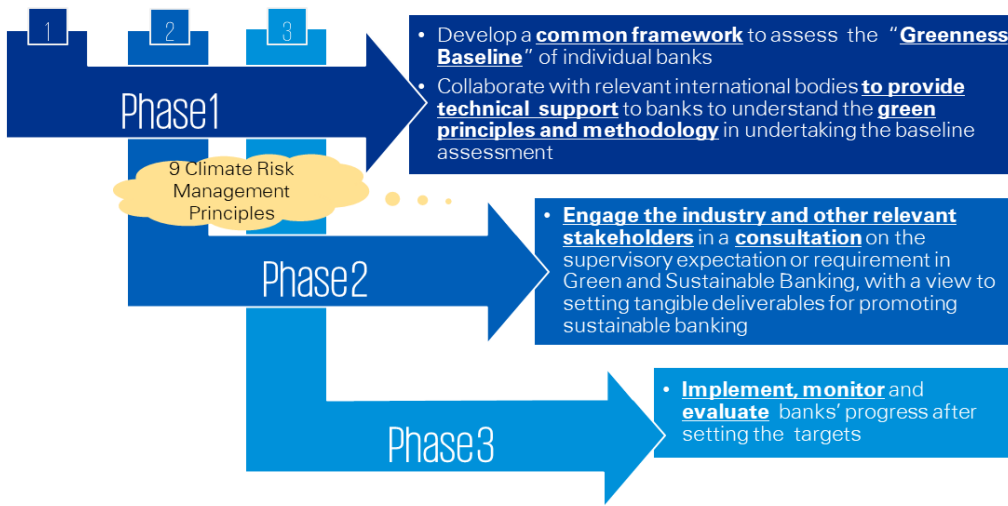 1
2
3
• Develop a common framework to assess the “Greenness
Baseline” of individual banks
• Collaborate with relevant international bodies to provide
technical support to banks to understand the green
principles and methodology in undertaking the baseline
assessment
Phase1
9 Climate Risk
Management
Principles
• Engage the industry and other relevant
stakeholders in a consultation on the
supervisory expectation or requirement in
Green and Sustainable Banking, with a view to
setting tangible deliverables for promoting
sustainable banking
Phase2
• Implement, monitor and
evaluate banks’ progress after
setting the targets
Phase3